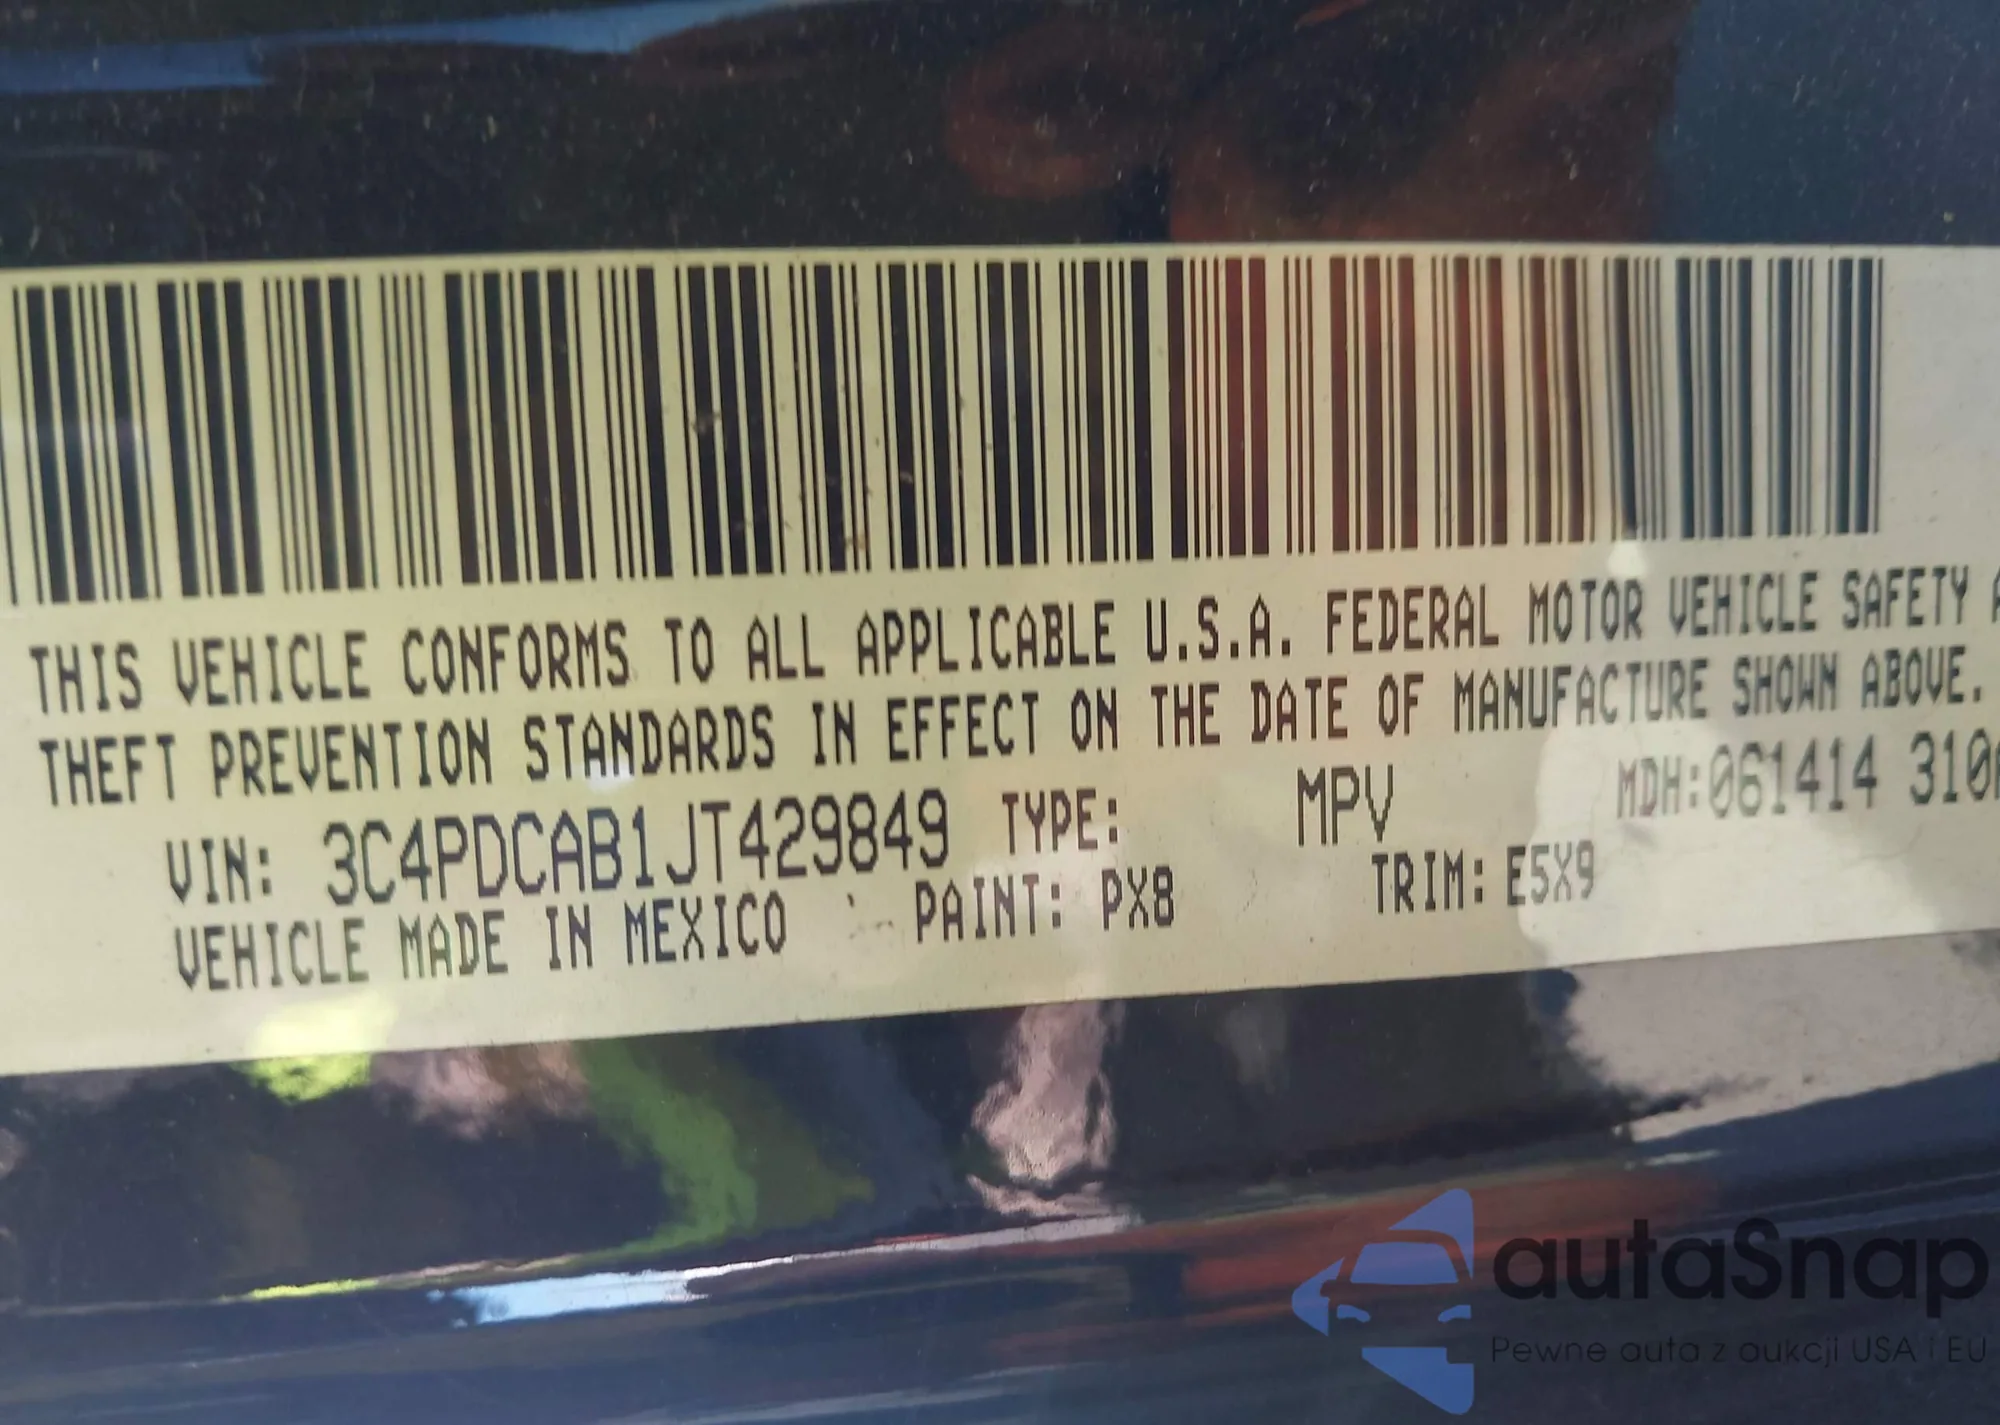 THIS VEHICLE CONFORMS TO ALL APPLICABLE U.S.A. FEDERAL MOTOR VEHICLE SAFETY
THEFT PREVENTION STANDARDS IN EFFECT ON THE DATE OF MANUFACTURE SHOWN ABOVE.
VIN: 3C4PDCAB1JT429849 TYPE: MPV MDH:061414 310
VEHICLE MADE IN MEXICO PAINT: PX8 TRIM: E5X9
autaSnap
Pewne auta z aukcji USA i EU